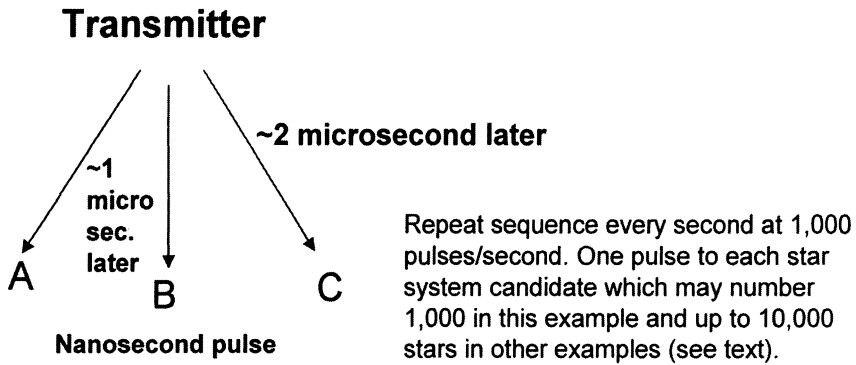 Transmitter
~2 microsecond later
~1
micro
sec.
later
A
B
C
Nanosecond pulse
Repeat sequence every second at 1,000
pulses/second. One pulse to each star
system candidate which may number
1,000 in this example and up to 10,000
stars in other examples (see text).